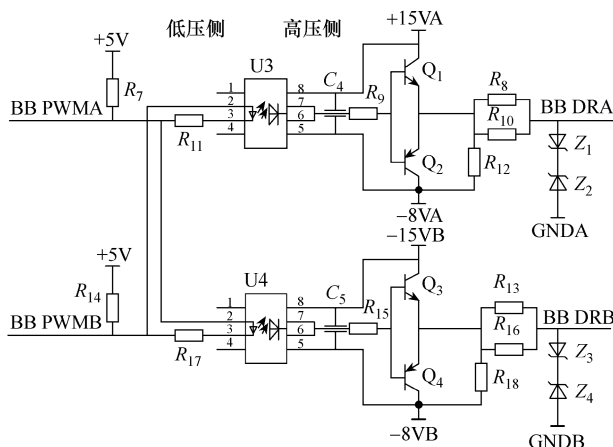 低压侧 高压侧
+15VA
+5V
U3
R7
1
2
3
4
8
7
6
5
C4
R9
Q1
R8
R10
BB PWMA
R11
BB DRA
Z1
Q2
R12
Z2
−8VA
GNDA
−15VB
+5V
U4
R14
1
2
3
4
8
7
6
5
C5
R15
Q3
R13
R16
BB PWMB
R17
BB DRB
Z3
Q4
R18
Z4
−8VB
GNDB